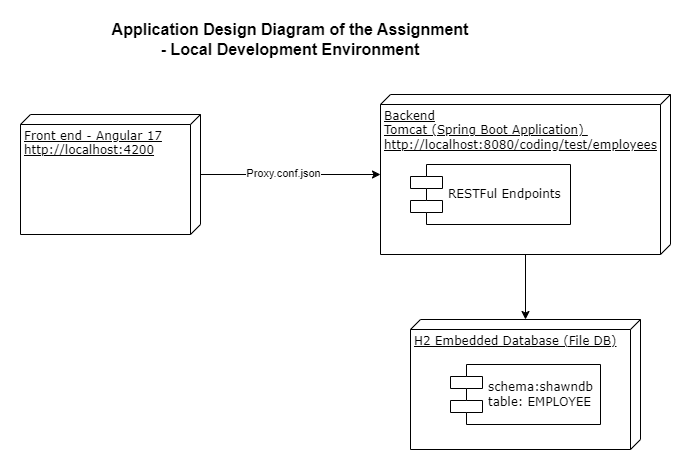 Application Design Diagram of the Assignment
- Local Development Environment
Front end - Angular 17
http://localhost:4200
Proxy.conf.json
Backend
Tomcat (Spring Boot Application)
http://localhost:8080/coding/test/employees
RESTFul Endpoints
H2 Embedded Database (File DB)
schema:shawndb
table: EMPLOYEE